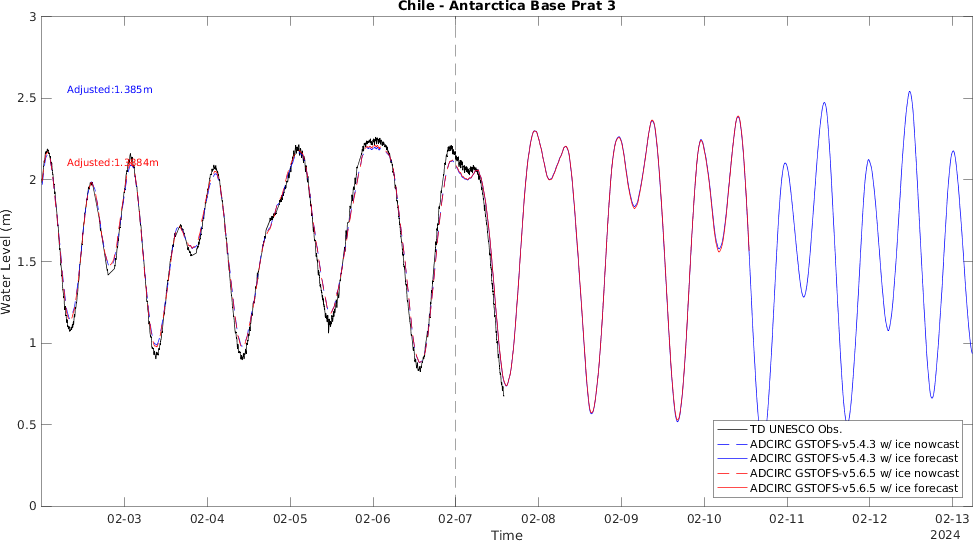 Chile - Antarctica Base Prat 3
3
2.5
2
1.5
1
0.5
0
Water Level (m)
Adjusted:1.385m
Adjusted:1.3884m
TD UNESCO Obs.
ADCIRC GSTOFS-v5.4.3 w/ ice nowcast
ADCIRC GSTOFS-v5.4.3 w/ ice forecast
ADCIRC GSTOFS-v5.6.5 w/ ice nowcast
ADCIRC GSTOFS-v5.6.5 w/ ice forecast
02-03 02-04 02-05 02-06 02-07 02-08 02-09 02-10 02-11 02-12 02-13
Time 2024